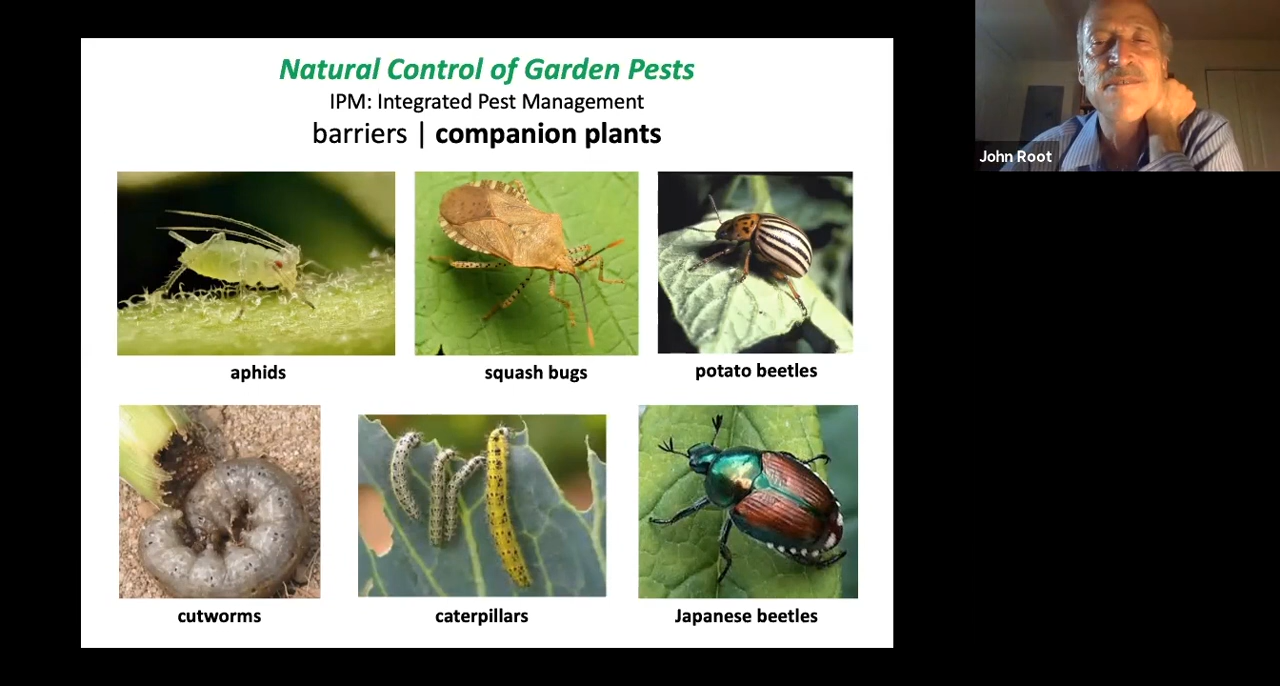 Natural Control of Garden Pests
IPM: Integrated Pest Management
barriers | companion plants
John Root
aphids
squash bugs
potato beetles
cutworms
caterpillars
Japanese beetles